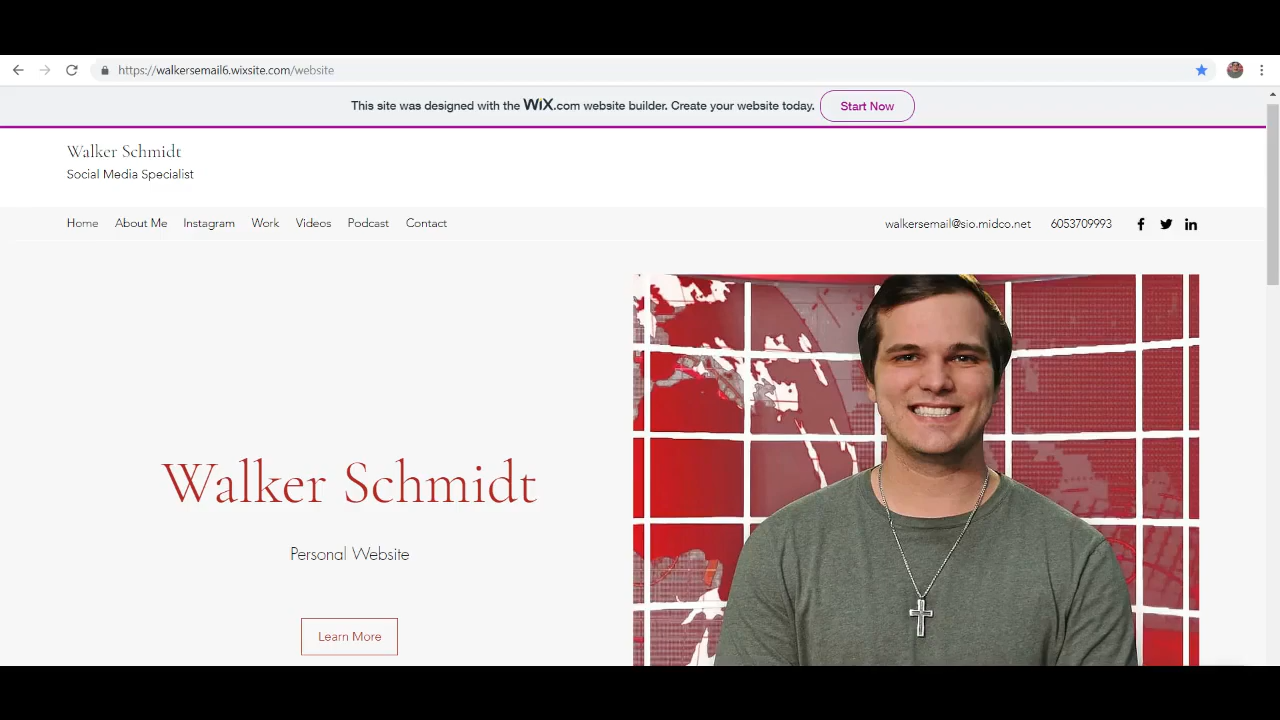 https://walkersemail6.wixsite.com/website
This site was designed with the WiX.com website builder. Create your website today. Start Now
Walker Schmidt
Social Media Specialist
Home About Me Instagram Work Videos Podcast Contact walkersemail@sio.midco.net 6053709993
Walker Schmidt
Personal Website
Learn More